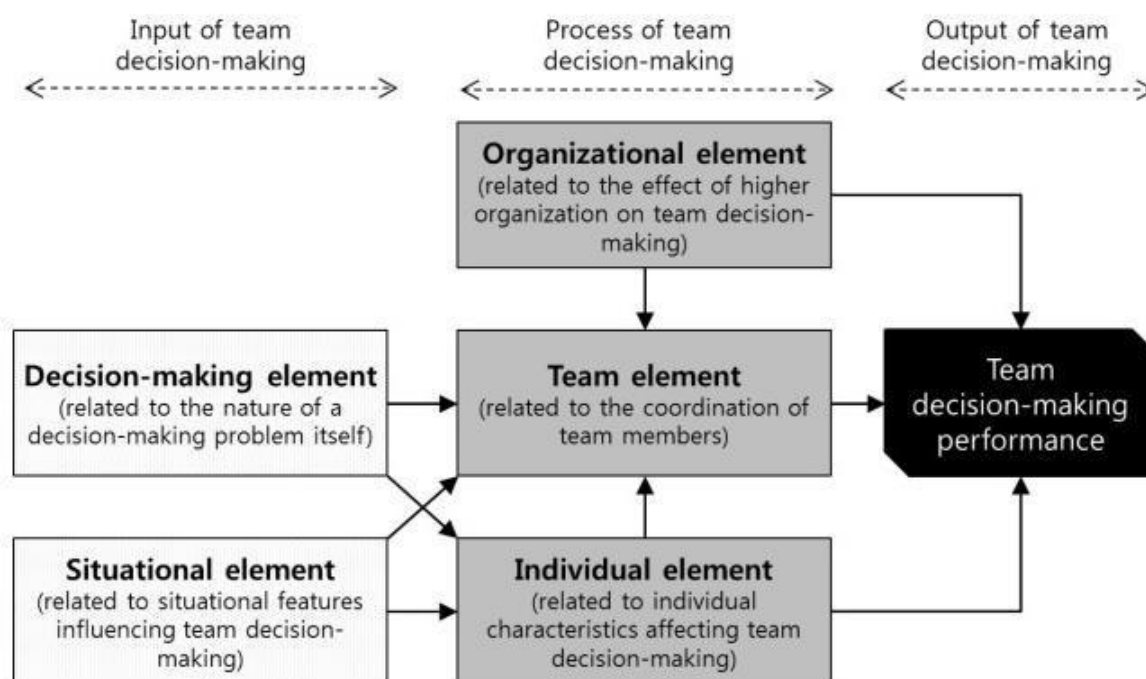 Input of team
decision-making
Process of team
decision-making
Output of team
decision-making
Organizational element
(related to the effect of higher
organization on team decision-
making)
Decision-making element
(related to the nature of a
decision-making problem itself)
Team element
(related to the coordination of
team members)
Team
decision-making
performance
Situational element
(related to situational features
influencing team decision-
making)
Individual element
(related to individual
characteristics affecting team
decision-making)